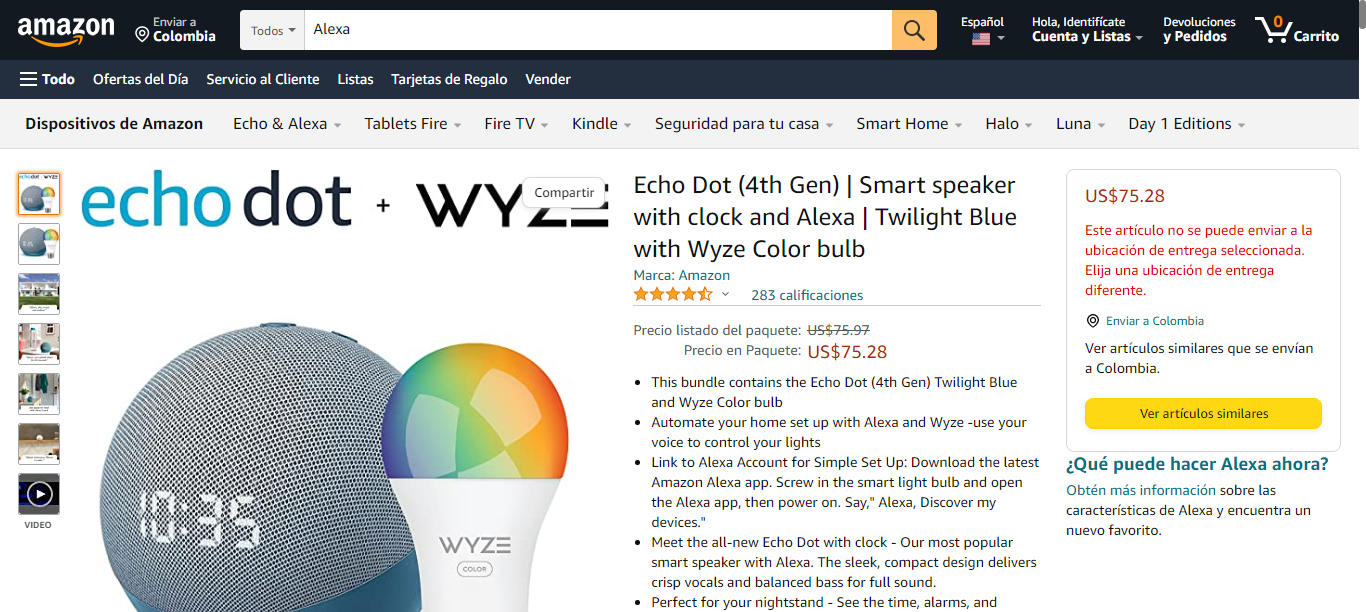 amazon
Enviar a
Colombia
Todos
Alexa
Español
Hola, Identifícate
Cuenta y Listas
Devoluciones
y Pedidos
0
Carrito
Todo
Ofertas del Día
Servicio al Cliente
Listas
Tarjetas de Regalo
Vender
Dispositivos de Amazon
Echo & Alexa
Tablets Fire
Fire TV
Kindle
Seguridad para tu casa
Smart Home
Halo
Luna
Day 1 Editions
VIDEO
echo dot + WYZE
Compartir
10:35
WYZE
COLOR
Echo Dot (4th Gen) | Smart speaker
with clock and Alexa | Twilight Blue
with Wyze Color bulb
Marca: Amazon
283 calificaciones
Precio listado del paquete: US$75.97
Precio en Paquete: US$75.28
• This bundle contains the Echo Dot (4th Gen) Twilight Blue
and Wyze Color bulb
• Automate your home set up with Alexa and Wyze -use your
voice to control your lights
• Link to Alexa Account for Simple Set Up: Download the latest
Amazon Alexa app. Screw in the smart light bulb and open
the Alexa app, then power on. Say," Alexa, Discover my
devices."
• Meet the all-new Echo Dot with clock - Our most popular
smart speaker with Alexa. The sleek, compact design delivers
crisp vocals and balanced bass for full sound.
• Perfect for your nightstand - See the time, alarms, and
US$75.28
Este artículo no se puede enviar a la
ubicación de entrega seleccionada.
Elija una ubicación de entrega
diferente.
Enviar a Colombia
Ver artículos similares que se envían
a Colombia.
Ver artículos similares
¿Qué puede hacer Alexa ahora?
Obtén más información sobre las
características de Alexa y encuentra un
nuevo favorito.